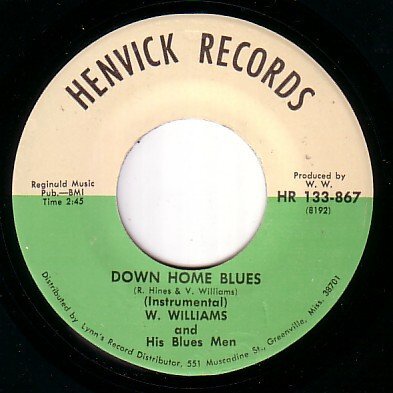 HENVICK RECORDS
Reginuld Music
Pub.—BMI
Time 2:45
Produced by
W. W.
HR 133-867
(8192)
DOWN HOME BLUES
(R. Hines & V. Williams)
(Instrumental)
W. WILLIAMS
and
His Blues Men
Distributed by Lynn's Record Distributor, 551 Muscadine St., Greenville, Miss. 38701